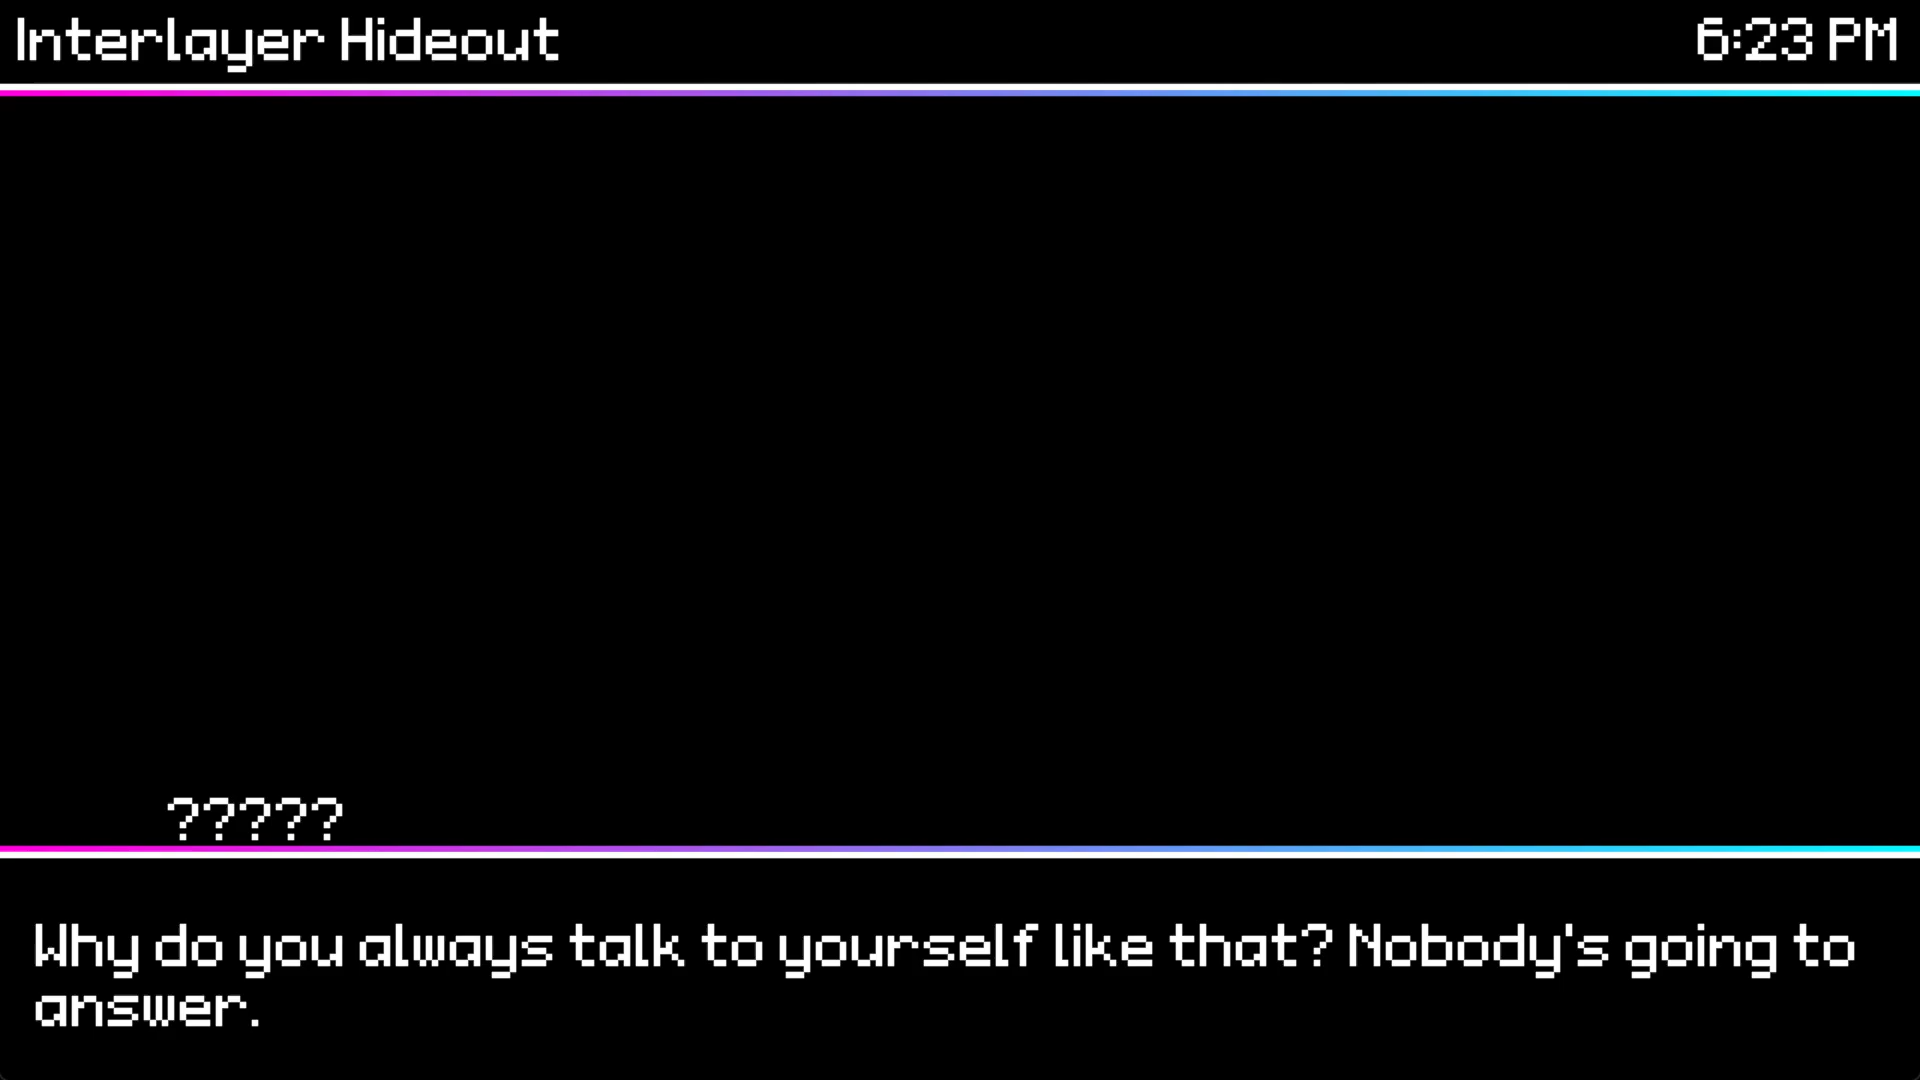 Interlayer Hideout
6:23 PM
?????
Why do you always talk to yourself like that? Nobody's going to
answer.